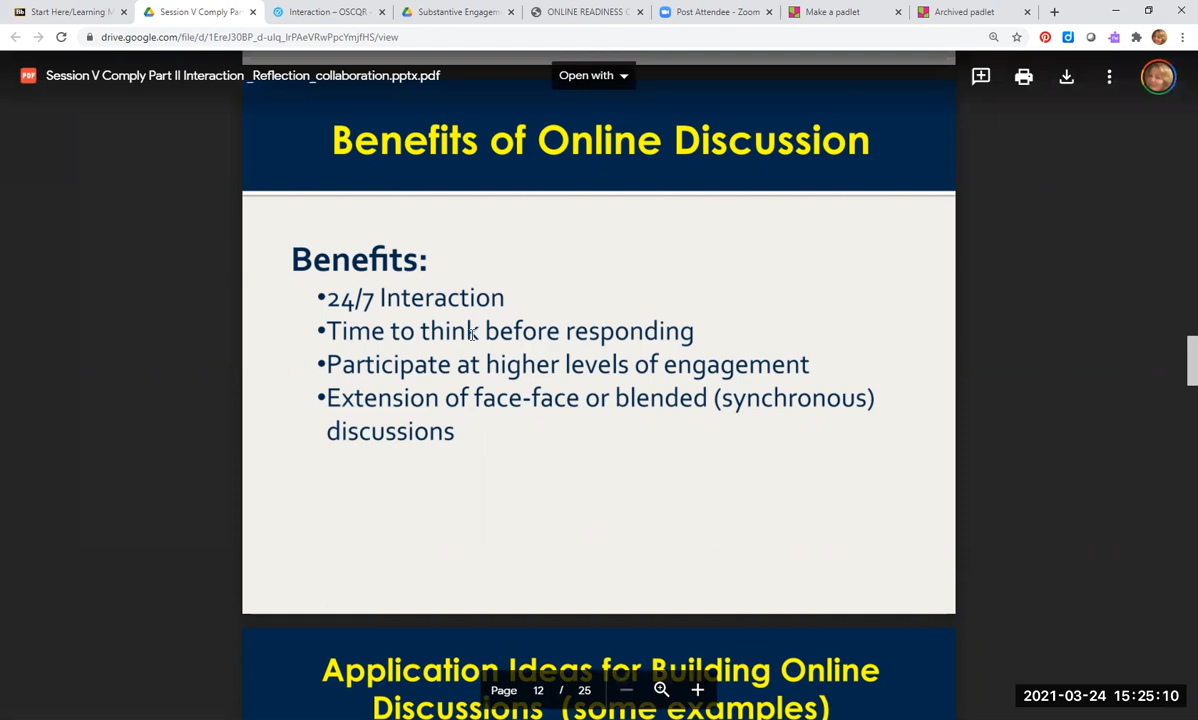 Start Here/Learning M
Session V Comply Part
Interaction – OSCQR -
Substantive Engagem
ONLINE READINESS C
Post Attendee - Zoom
Make a padlet
Archived padlet
drive.google.com/file/d/1EreJ30BP_d-uIq_IrPAeVRwPpcYmjfHS/view
PDF
Session V Comply Part II Interaction _Reflection_collaboration.pptx.pdf
Open with
Benefits of Online Discussion
Benefits:
•24/7 Interaction
•Time to think before responding
•Participate at higher levels of engagement
•Extension of face-face or blended (synchronous)
discussions
Application Ideas for Building Online
Discussions (some examples)
Page 12 / 25
2021-03-24 15:25:10